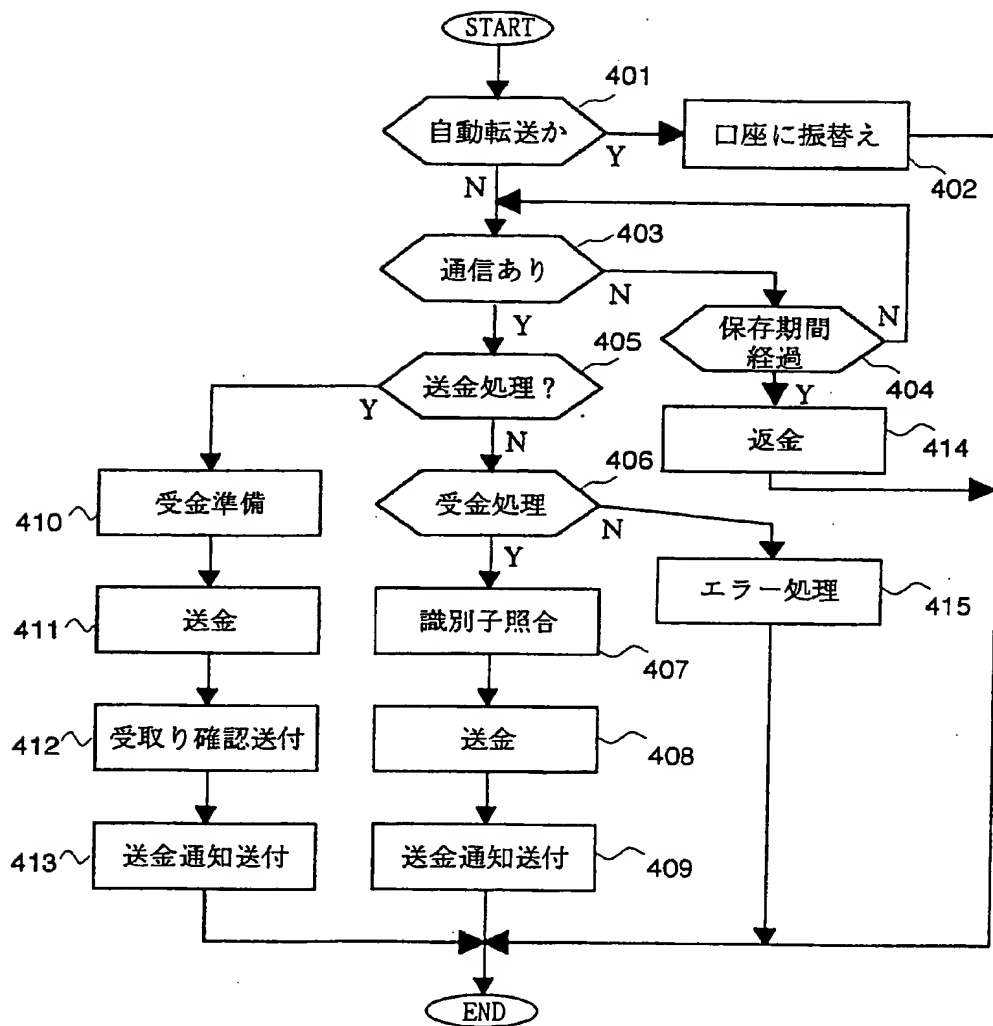 START
401
自動転送か
Y
口座に振替え
402
N
403
通信あり
N
Y
保存期間
経過
N
404
405
送金処理？
Y
N
Y
返金
414
406
受金処理
N
Y
410
受金準備
エラー処理
415
411
送金
識別子照合
407
412
受取り確認送付
送金
408
413
送金通知送付
送金通知送付
409
END